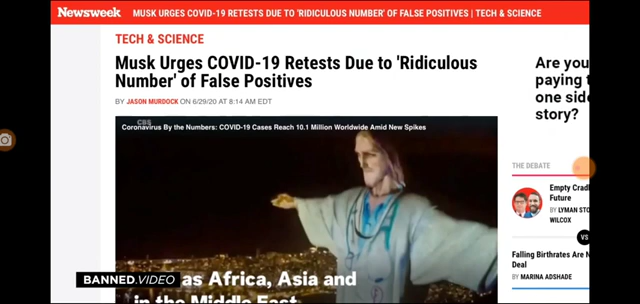 Newsweek MUSK URGES COVID-19 RETESTS DUE TO 'RIDICULOUS NUMBER' OF FALSE POSITIVES | TECH & SCIENCE
TECH & SCIENCE
Musk Urges COVID-19 Retests Due to 'Ridiculous
Number' of False Positives
BY JASON MURDOCK ON 6/29/20 AT 8:14 AM EDT
CBS
Coronavirus By the Numbers: COVID-19 Cases Reach 10.1 Million Worldwide Amid New Spikes
as Africa, Asia and
in the Middle East
BANNED.VIDEO
Are you
paying
one sid
story?
THE DEBATE
Empty Cradl
Future
BY LYMAN STO
WILCOX
VS
Falling Birthrates Are N
Deal
BY MARINA ADSHADE